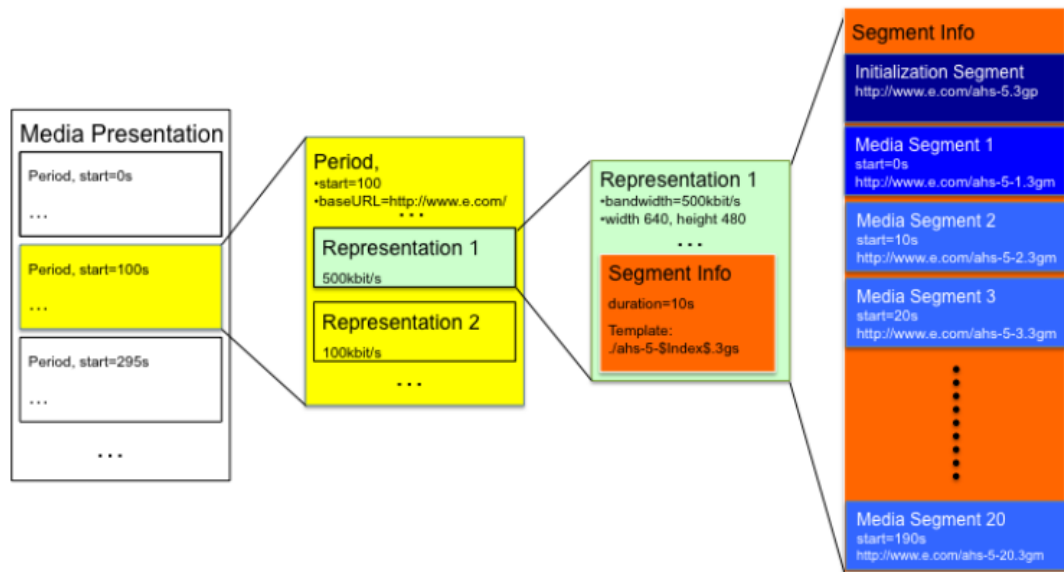 Media Presentation
Period, start=0s
...
Period, start=100s
...
Period, start=295s
...
...
Period,
•start=100
•baseURL=http://www.e.com/
...
Representation 1
500kbit/s
Representation 2
100kbit/s
...
Representation 1
•bandwidth=500kbit/s
•width 640, height 480
...
Segment Info
duration=10s
Template:
./ahs-5-$Index$.3gs
Segment Info
Initialization Segment
http://www.e.com/ahs-5.3gp
Media Segment 1
start=0s
http://www.e.com/ahs-5-1.3gm
Media Segment 2
start=10s
http://www.e.com/ahs-5-2.3gm
Media Segment 3
start=20s
http://www.e.com/ahs-5-3.3gm
Media Segment 20
start=190s
http://www.e.com/ahs-5-20.3gm